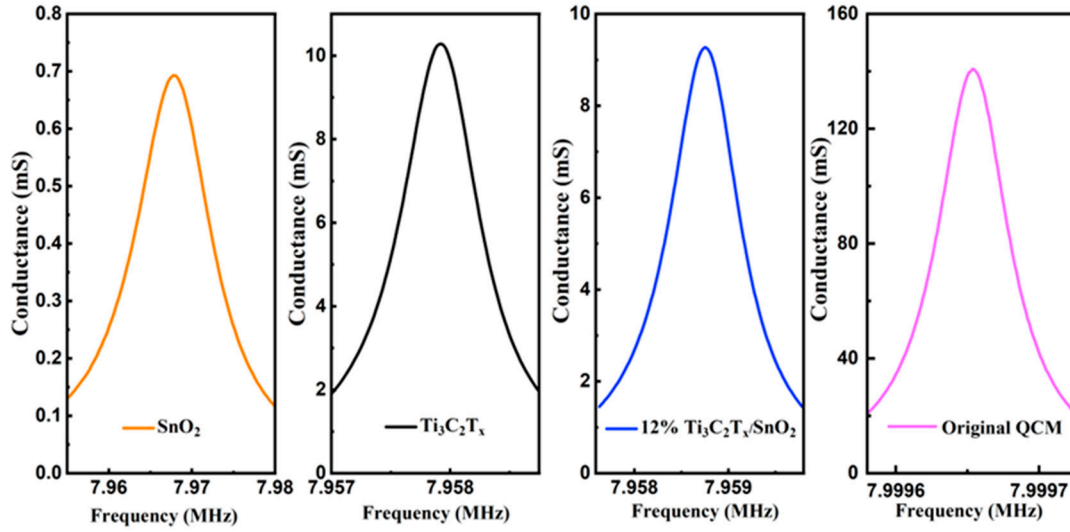 Conductance (mS)
0.8
0.7
0.6
0.5
0.4
0.3
0.2
0.1
0.0
SnO₂
7.96
7.97
7.98
Frequency (MHz)
Conductance (mS)
10
8
6
4
2
0
Ti₃C₂Tₓ
7.957
7.958
Frequency (MHz)
Conductance (mS)
10
8
6
4
2
0
12% Ti₃C₂Tₓ/SnO₂
7.958
7.959
Frequency (MHz)
Conductance (mS)
160
120
80
40
0
Original QCM
7.9996
7.9997
Frequency (MHz)